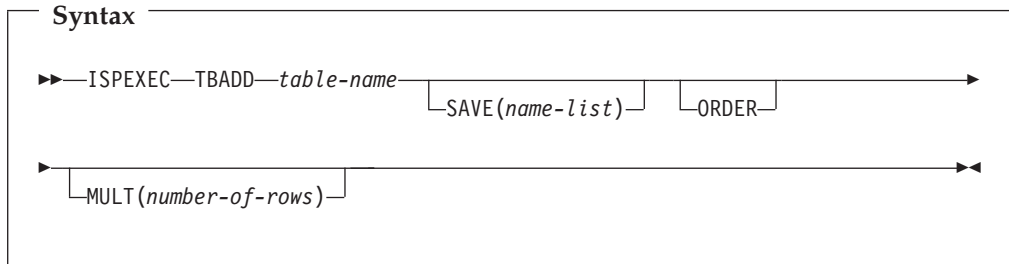 Syntax
ISPEXEC TBADD table-name
SAVE(name-list) ORDER
MULT(number-of-rows)